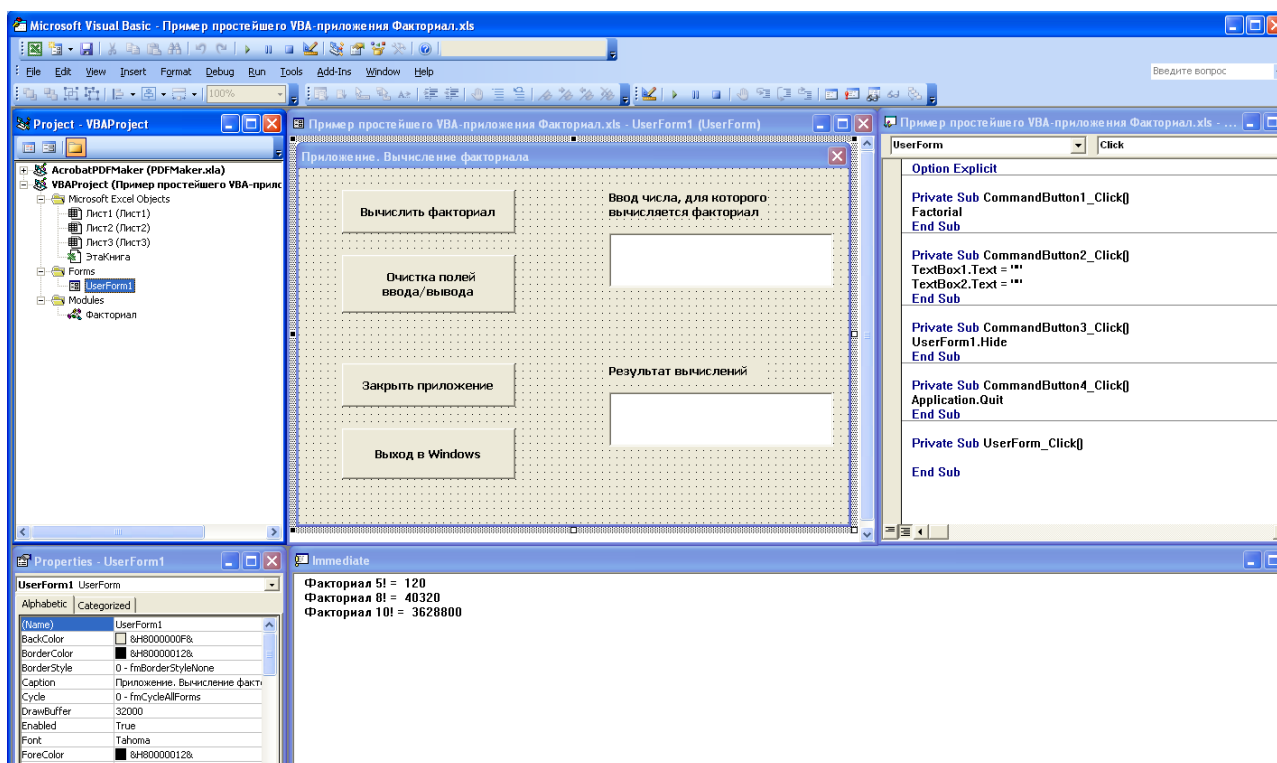 Microsoft Visual Basic - Пример простейшего VBA-приложения Факториал.xls
File Edit View Insert Format Debug Run Tools Add-Ins Window Help
Введите вопрос
100%
Project - VBAProject
AcrobatPDFMaker (PDFMaker.xla)
VBAProject (Пример простейшего VBA-прило
Microsoft Excel Objects
Лист1 (Лист1)
Лист2 (Лист2)
Лист3 (Лист3)
ЭтаКнига
Forms
UserForm1
Modules
Факториал
Пример простейшего VBA-приложения Факториал.xls - UserForm1 (UserForm)
Приложение. Вычисление факториала
Вычислить факториал
Очистка полей
ввода/вывода
Закрыть приложение
Выход в Windows
Ввод числа, для которого
вычисляется факториал
Результат вычислений
Пример простейшего VBA-приложения Факториал.xls - ...
UserForm Click
Option Explicit
Private Sub CommandButton1_Click()
Factorial
End Sub
Private Sub CommandButton2_Click()
TextBox1.Text = ""
TextBox2.Text = ""
End Sub
Private Sub CommandButton3_Click()
UserForm1.Hide
End Sub
Private Sub CommandButton4_Click()
Application.Quit
End Sub
Private Sub UserForm_Click()
End Sub
Properties - UserForm1
UserForm1 UserForm
Alphabetic Categorized
(Name) UserForm1
BackColor &H8000000F&
BorderColor &H80000012&
BorderStyle 0 - fmBorderStyleNone
Caption Приложение. Вычисление факто
Cycle 0 - fmCycleAllForms
DrawBuffer 32000
Enabled True
Font Tahoma
ForeColor &H80000012&
Immediate
Факториал 5! = 120
Факториал 8! = 40320
Факториал 10! = 3628800